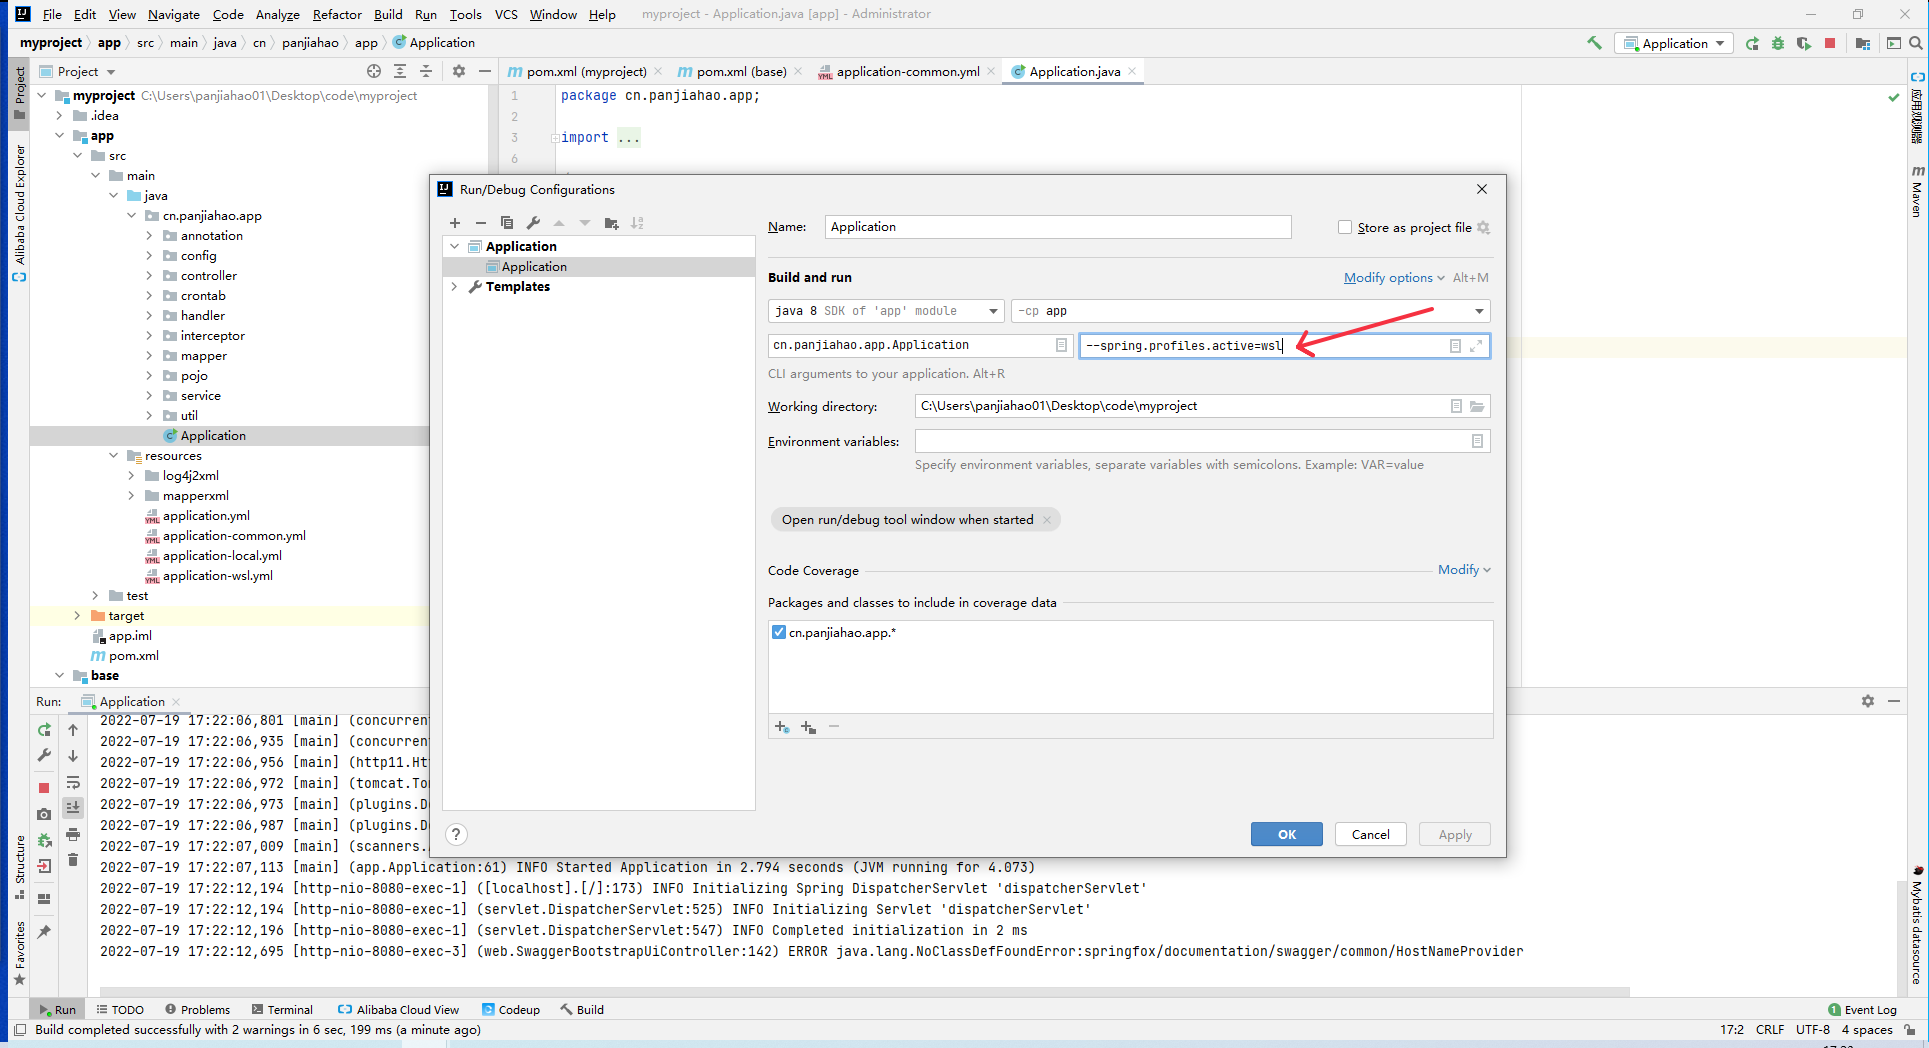 File Edit View Navigate Code Analyze Refactor Build Run Tools VCS Window Help myproject - Application.java [app] - Administrator
myproject app src main java cn panjiahao app Application
Application
Project
pom.xml (myproject) pom.xml (base) application-common.yml Application.java
Project
Alibaba Cloud Explorer
Structure
Favorites
myproject C:\Users\panjiahao01\Desktop\code\myproject
.idea
app
src
main
java
cn.panjiahao.app
annotation
config
controller
crontab
handler
interceptor
mapper
pojo
service
util
Application
resources
log4j2xml
mapperxml
application.yml
application-common.yml
application-local.yml
application-wsl.yml
test
target
app.iml
pom.xml
base
1 package cn.panjiahao.app;
2
3 import ...
6
应用观测器
Maven
Mybatis datasource
Run/Debug Configurations
Application
Application
Templates
Name: Application
Store as project file
Build and run
Modify options Alt+M
java 8 SDK of 'app' module
-cp app
cn.panjiahao.app.Application
--spring.profiles.active=wsl
CLI arguments to your application. Alt+R
Working directory: C:\Users\panjiahao01\Desktop\code\myproject
Environment variables:
Specify environment variables, separate variables with semicolons. Example: VAR=value
Open run/debug tool window when started
Code Coverage
Modify
Packages and classes to include in coverage data
cn.panjiahao.app.*
?
OK Cancel Apply
Run: Application
2022-07-19 17:22:06,801 [main] (concurrent
2022-07-19 17:22:06,935 [main] (concurrent
2022-07-19 17:22:06,956 [main] (http11.Ht
2022-07-19 17:22:06,972 [main] (tomcat.To
2022-07-19 17:22:06,973 [main] (plugins.D
2022-07-19 17:22:06,987 [main] (plugins.D
2022-07-19 17:22:07,009 [main] (scanners.
2022-07-19 17:22:07,113 [main] (app.Application:61) INFO Started Application in 2.794 seconds (JVM running for 4.073)
2022-07-19 17:22:12,194 [http-nio-8080-exec-1] ([localhost].[/]:173) INFO Initializing Spring DispatcherServlet 'dispatcherServlet'
2022-07-19 17:22:12,194 [http-nio-8080-exec-1] (servlet.DispatcherServlet:525) INFO Initializing Servlet 'dispatcherServlet'
2022-07-19 17:22:12,196 [http-nio-8080-exec-1] (servlet.DispatcherServlet:547) INFO Completed initialization in 2 ms
2022-07-19 17:22:12,695 [http-nio-8080-exec-3] (web.SwaggerBootstrapUiController:142) ERROR java.lang.NoClassDefFoundError:springfox/documentation/swagger/common/HostNameProvider
Run TODO Problems Terminal Alibaba Cloud View Codeup Build 1 Event Log
Build completed successfully with 2 warnings in 6 sec, 199 ms (a minute ago) 17:2 CRLF UTF-8 4 spaces